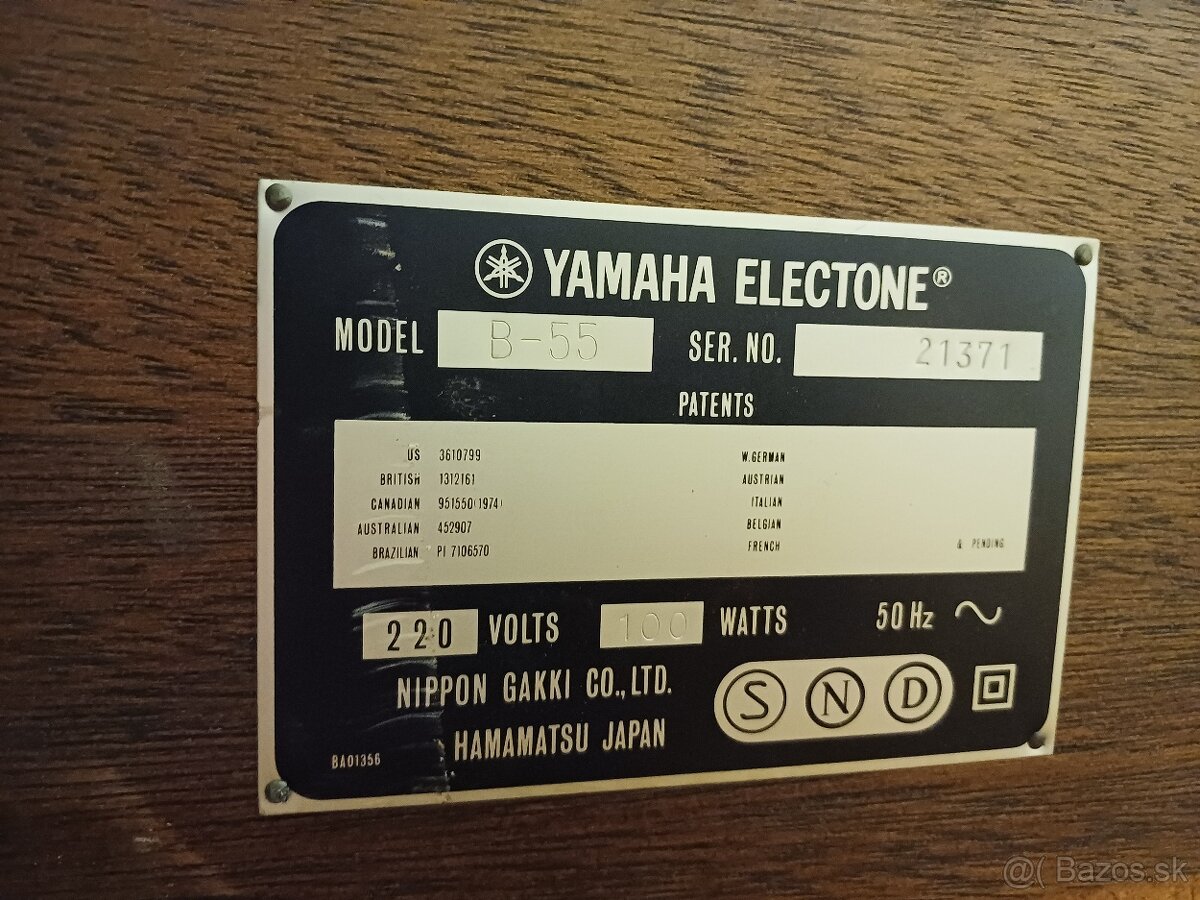 YAMAHA ELECTONE®
MODEL B-55 SER. NO. 21371
PATENTS
US 3610799 W.GERMAN
BRITISH 1312161 AUSTRIAN
CANADIAN 951550(1974) ITALIAN
AUSTRALIAN 452907 BELGIAN
BRAZILIAN PI 7106570 FRENCH & PENDING
220 VOLTS 100 WATTS 50 Hz ~
NIPPON GAKKI CO., LTD.
HAMAMATSU JAPAN
S N D
BA01356
@( Bazos.sk